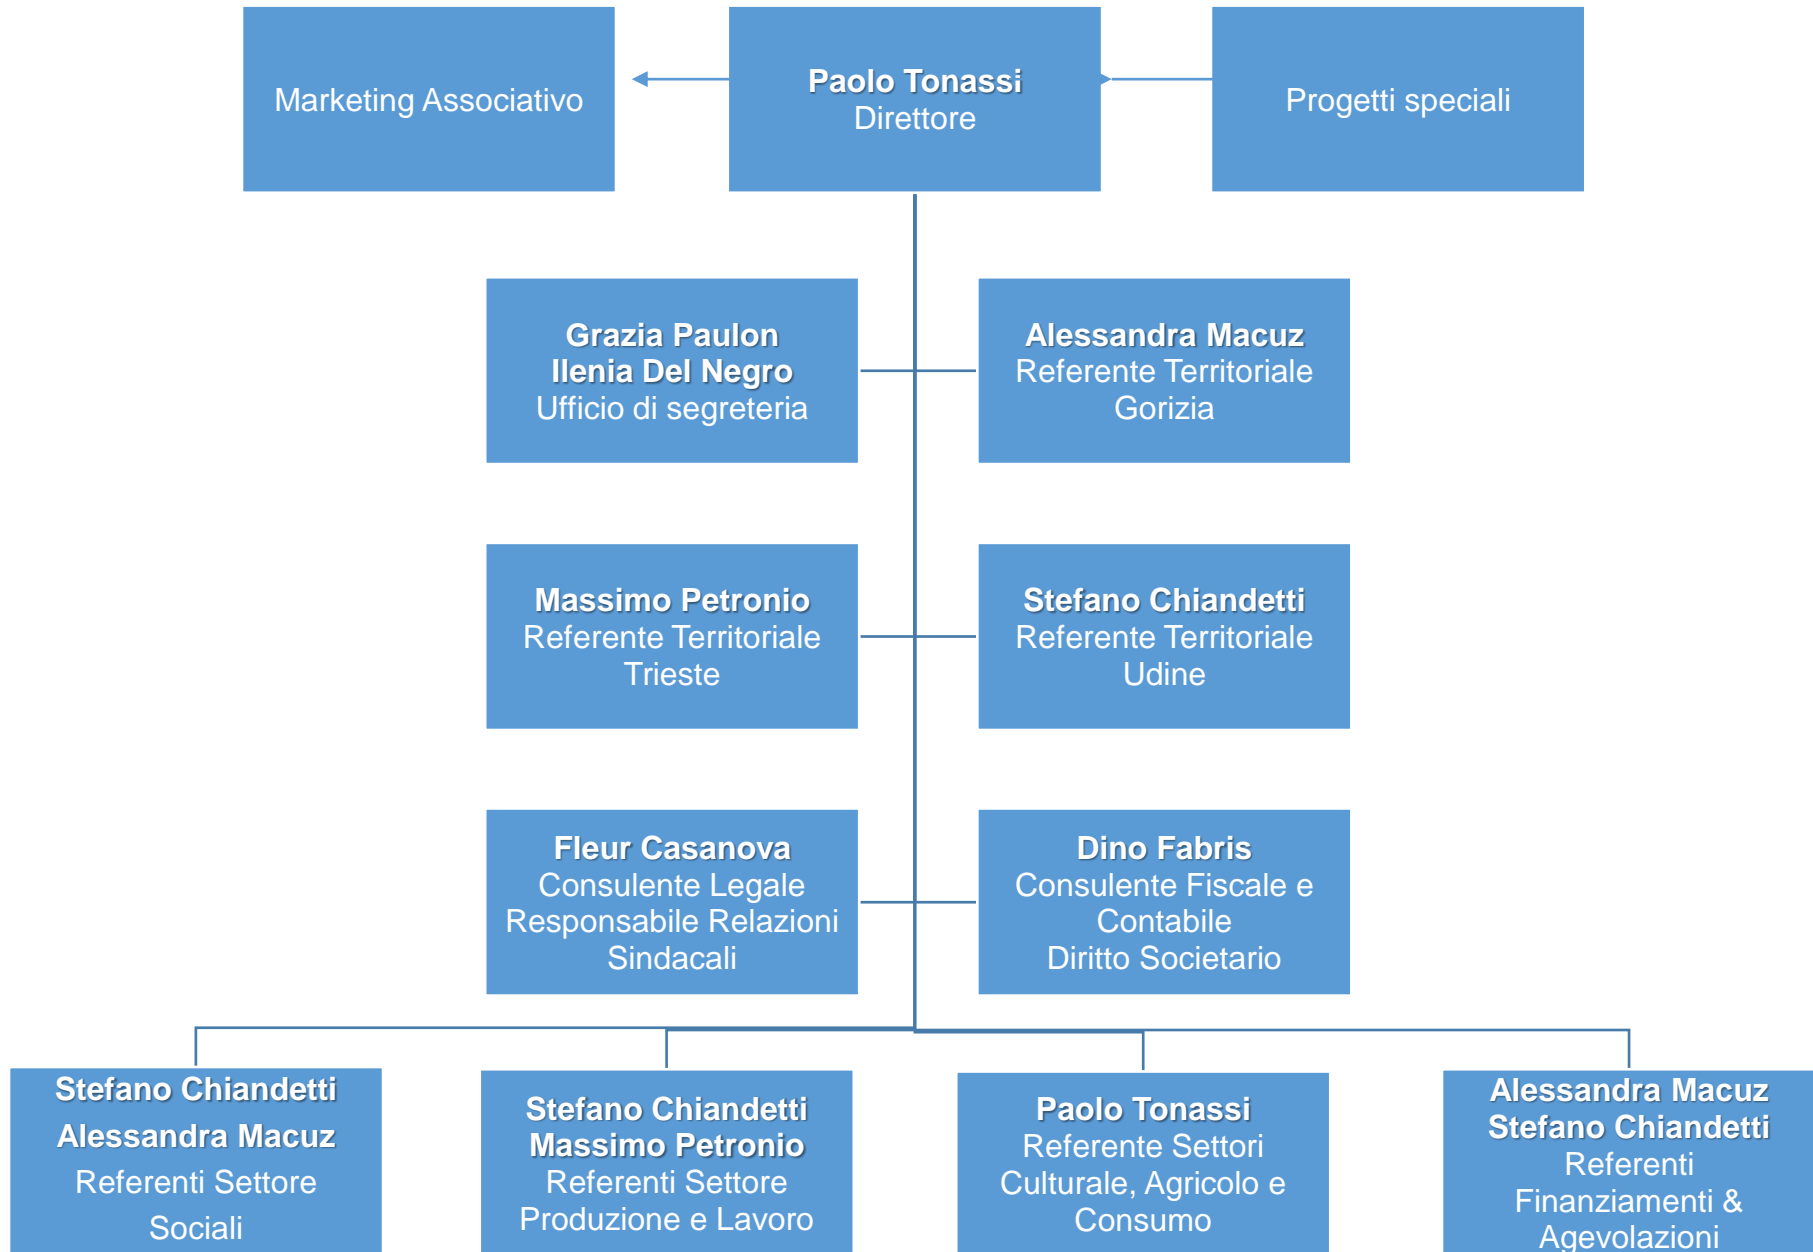 Marketing Associativo
Paolo Tonassi
Direttore
Progetti speciali
Grazia Paulon
Ilenia Del Negro
Ufficio di segreteria
Alessandra Macuz
Referente Territoriale
Gorizia
Massimo Petronio
Referente Territoriale
Trieste
Stefano Chiandetti
Referente Territoriale
Udine
Fleur Casanova
Consulente Legale
Responsabile Relazioni
Sindacali
Dino Fabris
Consulente Fiscale e
Contabile
Diritto Societario
Stefano Chiandetti
Alessandra Macuz
Referenti Settore
Sociali
Stefano Chiandetti
Massimo Petronio
Referenti Settore
Produzione e Lavoro
Paolo Tonassi
Referente Settori
Culturale, Agricolo e
Consumo
Alessandra Macuz
Stefano Chiandetti
Referenti
Finanziamenti &
Agevolazioni